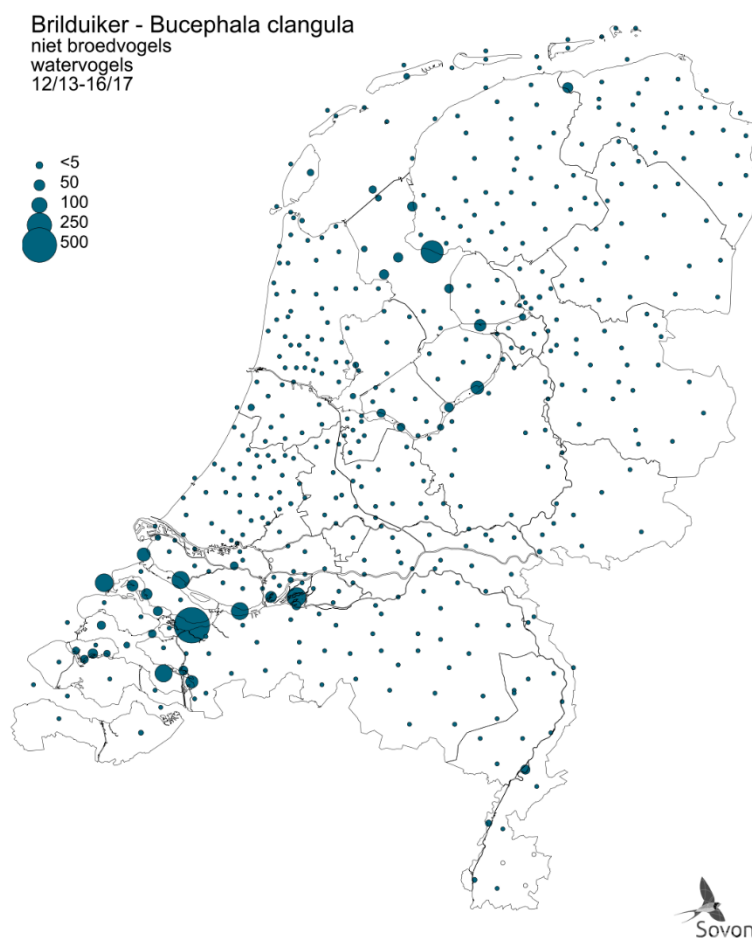 Brilduiker - Bucephala clangula
niet broedvogels
watervogels
12/13-16/17
<5
50
100
250
500
Sovon